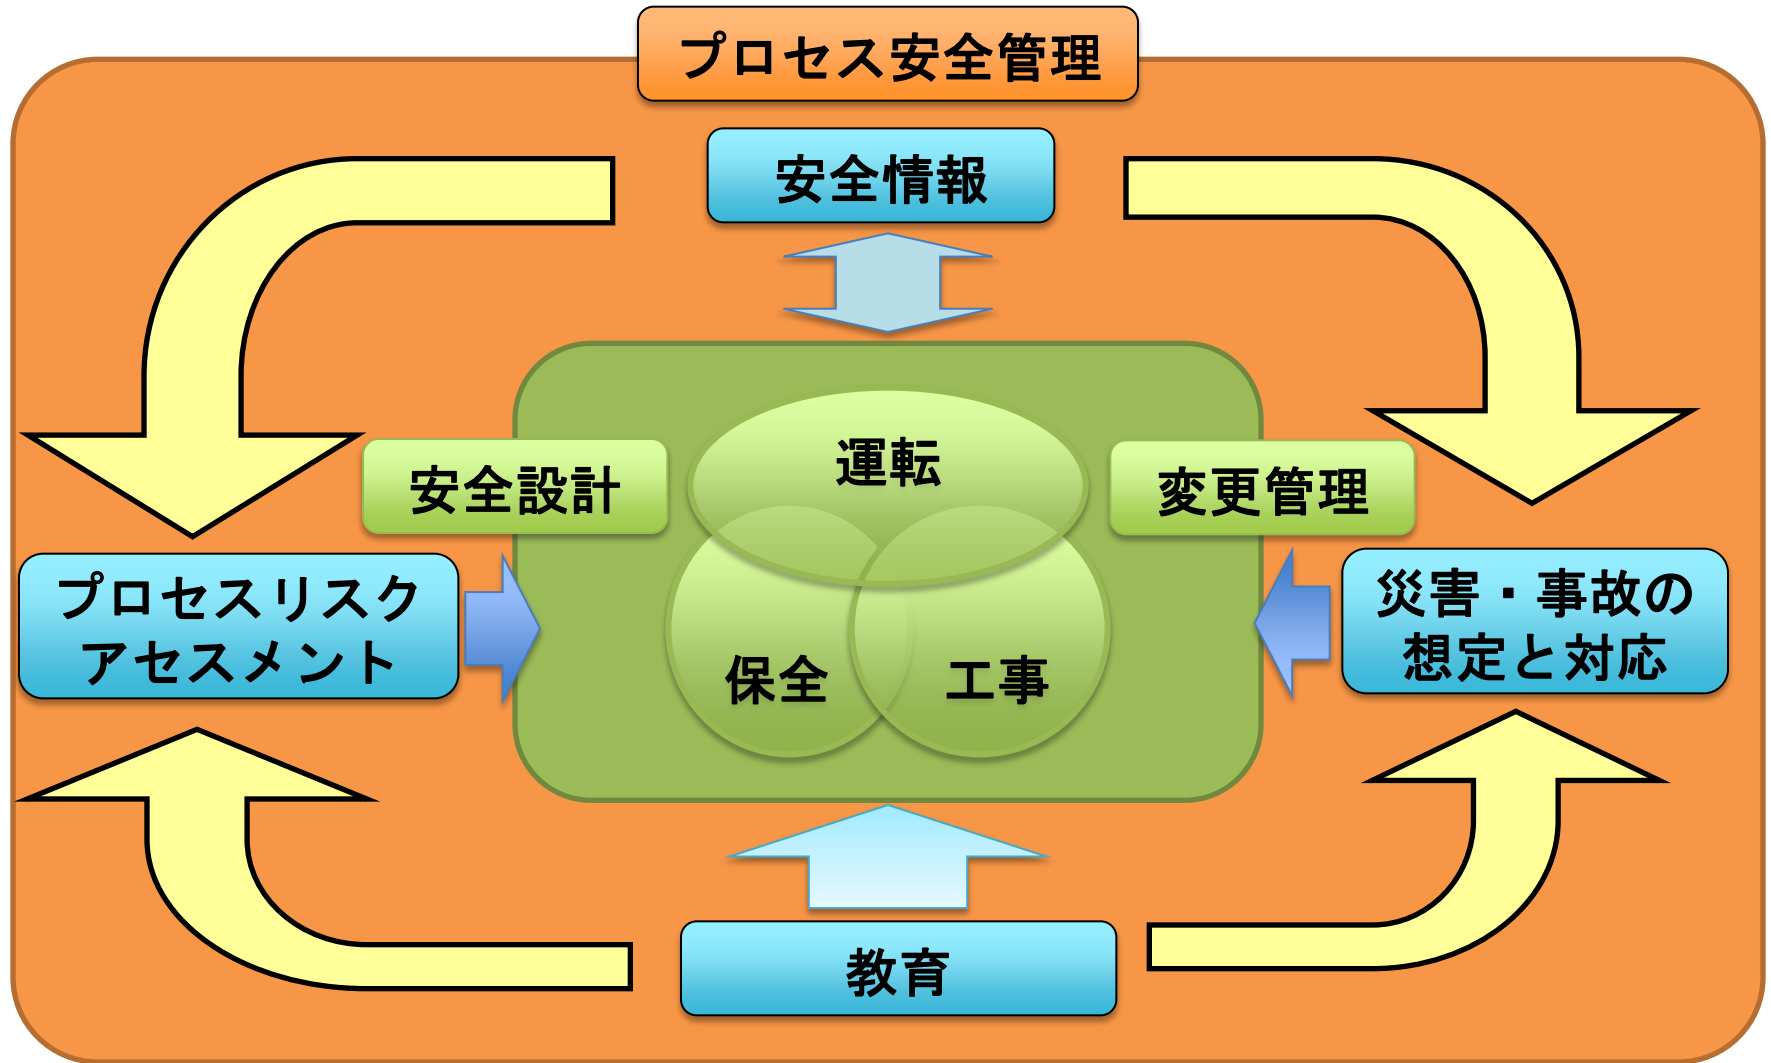 プロセス安全管理
安全情報
運転
安全設計
変更管理
プロセスリスク
アセスメント
災害・事故の
想定と対応
保全
工事
教育